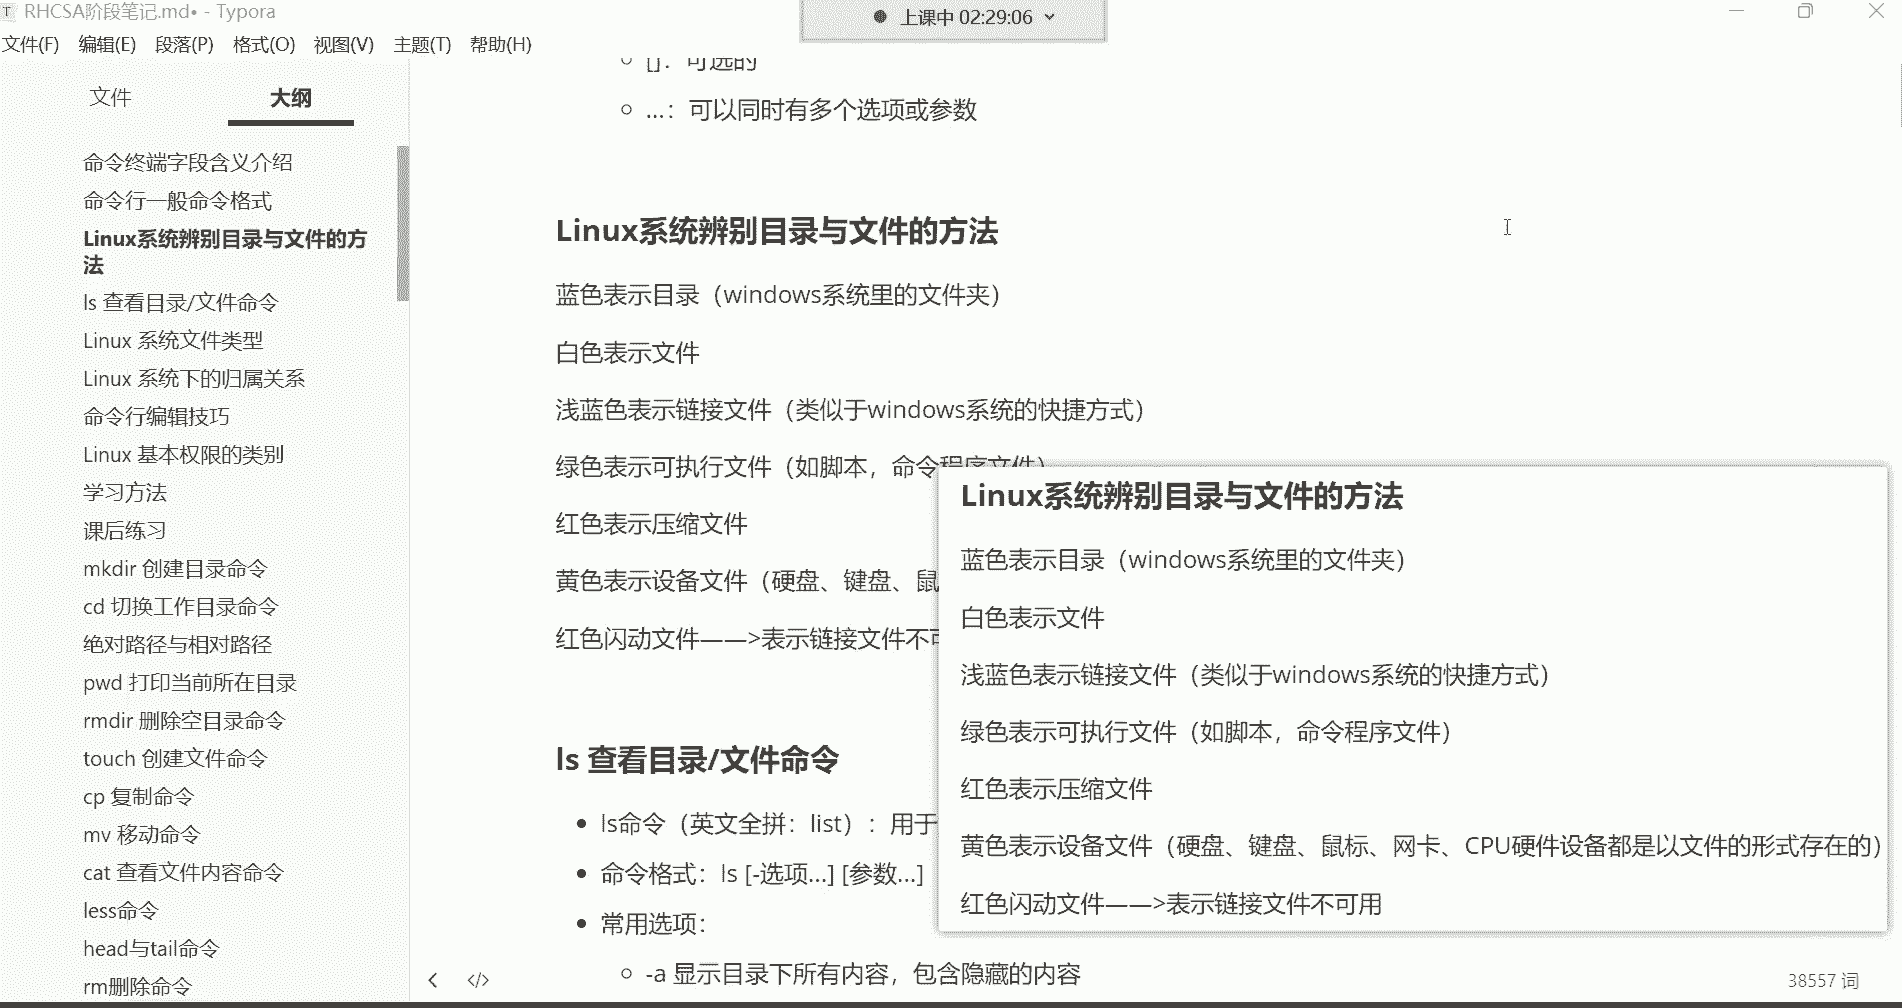 RHCSA阶段笔记.md• - Typora
上课中 02:29:06
文件(F) 编辑(E) 段落(P) 格式(O) 视图(V) 主题(T) 帮助(H)
文件 大纲
命令终端字段含义介绍
命令行一般命令格式
Linux系统辨别目录与文件的方
法
ls 查看目录/文件命令
Linux 系统文件类型
Linux 系统下的归属关系
命令行编辑技巧
Linux 基本权限的类别
学习方法
课后练习
mkdir 创建目录命令
cd 切换工作目录命令
绝对路径与相对路径
pwd 打印当前所在目录
rmdir 删除空目录命令
touch 创建文件命令
cp 复制命令
mv 移动命令
cat 查看文件内容命令
less命令
head与tail命令
rm删除命令
[]：可选的
...：可以同时有多个选项或参数
Linux系统辨别目录与文件的方法
蓝色表示目录（windows系统里的文件夹）
白色表示文件
浅蓝色表示链接文件（类似于windows系统的快捷方式）
绿色表示可执行文件（如脚本，命令程序文件）
红色表示压缩文件
黄色表示设备文件（硬盘、键盘、鼠
红色闪动文件——>表示链接文件不可
ls 查看目录/文件命令
ls命令（英文全拼：list）：用于
命令格式：ls [-选项...] [参数...]
常用选项：
-a 显示目录下所有内容，包含隐藏的内容
Linux系统辨别目录与文件的方法
蓝色表示目录（windows系统里的文件夹）
白色表示文件
浅蓝色表示链接文件（类似于windows系统的快捷方式）
绿色表示可执行文件（如脚本，命令程序文件）
红色表示压缩文件
黄色表示设备文件（硬盘、键盘、鼠标、网卡、CPU硬件设备都是以文件的形式存在的）
红色闪动文件——>表示链接文件不可用
38557 词